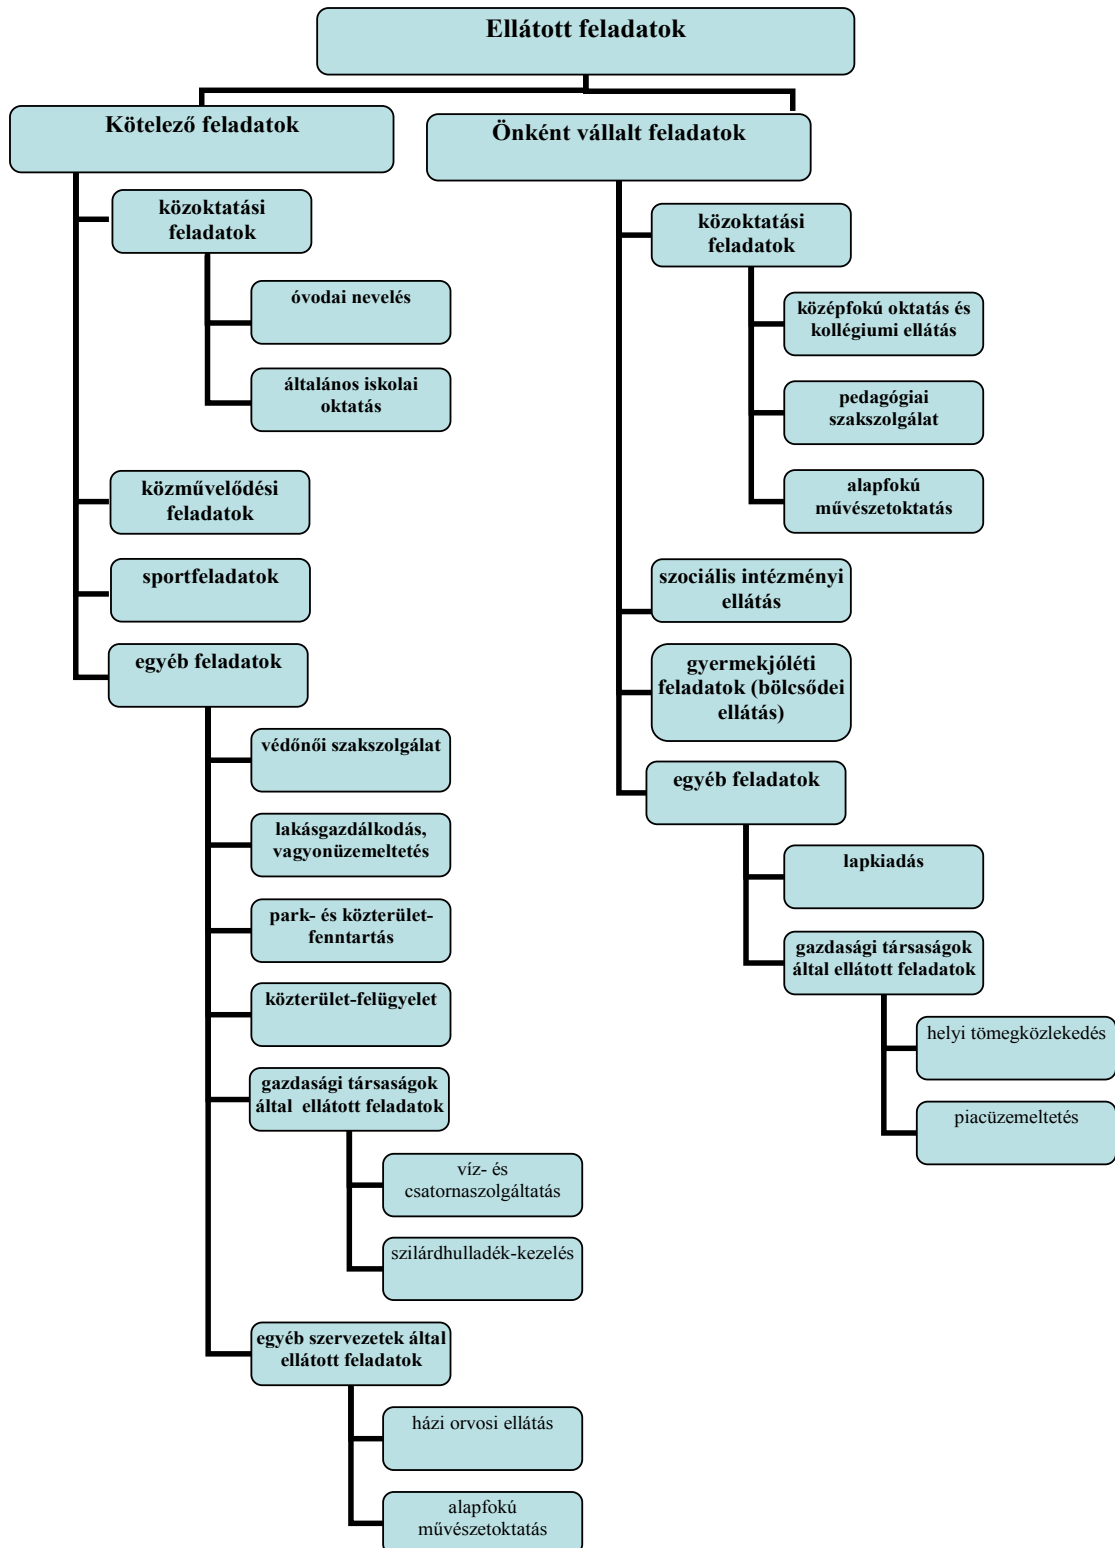 Ellátott feladatok
Kötelező feladatok
közoktatási
feladatok
óvodai nevelés
általános iskolai
oktatás
közművelődési
feladatok
sportfeladatok
egyéb feladatok
védőnői szakszolgálat
lakásgazdálkodás,
vagyonüzemeltetés
park- és közterület-
fenntartás
közterület-felügyelet
gazdasági társaságok
által ellátott feladatok
víz- és
csatornaszolgáltatás
szilárdhulladék-kezelés
egyéb szervezetek által
ellátott feladatok
házi orvosi ellátás
alapfokú
művészetoktatás
Önként vállalt feladatok
közoktatási
feladatok
középfokú oktatás és
kollégiumi ellátás
pedagógiai
szakszolgálat
alapfokú
művészetoktatás
szociális intézményi
ellátás
gyermekjóléti
feladatok (bölcsődei
ellátás)
egyéb feladatok
lapkiadás
gazdasági társaságok
által ellátott feladatok
helyi tömegközlekedés
piacüzemeltetés